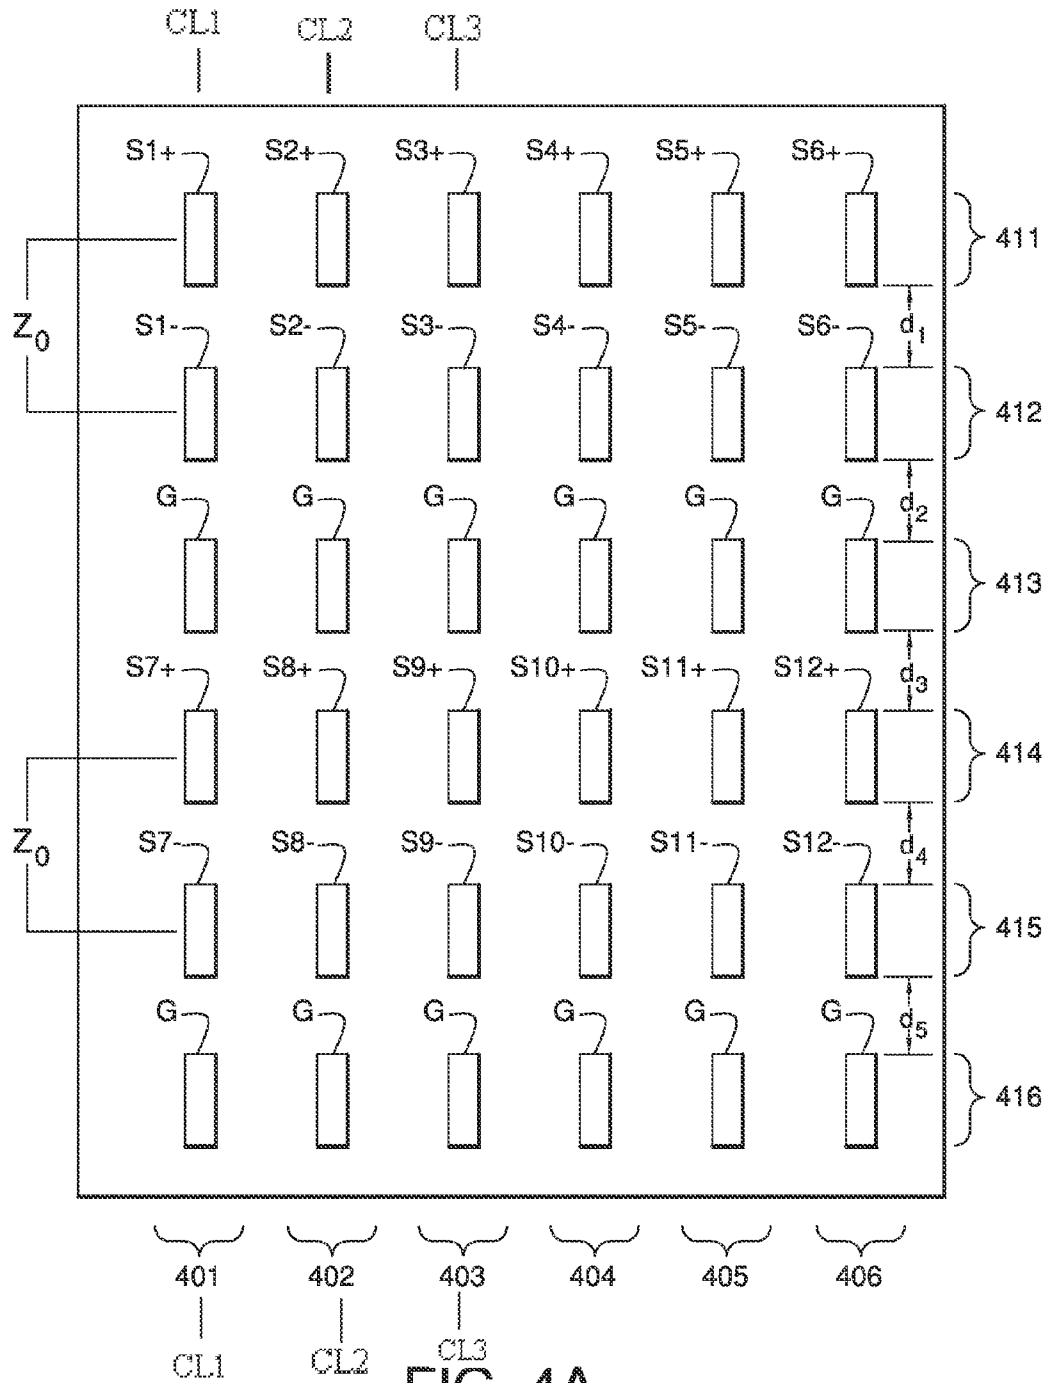 CL1 CL2 CL3
S1+ S2+ S3+ S4+ S5+ S6+
411
Z0
S1- S2- S3- S4- S5- S6- d1
412
G G G G G G d2
413
S7+ S8+ S9+ S10+ S11+ S12+ d3
414
Z0
S7- S8- S9- S10- S11- S12- d4
415
G G G G G G d5
416
401 402 403 404 405 406
CL1 CL2 CL3
FIG. 4A